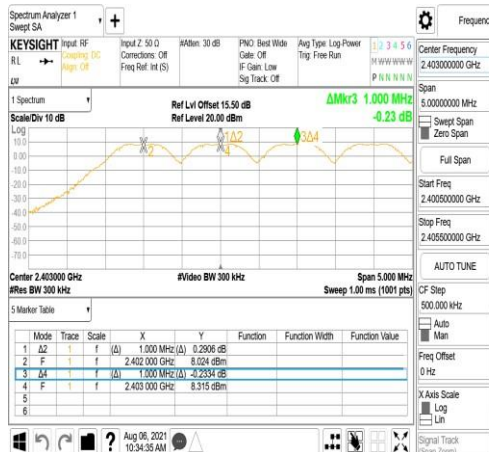 Spectrum Analyzer 1
Swept SA
+
Frequenc
KEYSIGHT Input: RF Input Z: 50 Ω #Atten: 30 dB PNO: Best Wide Avg Type: Log-Power 1 2 3 4 5 6
RL Coupling: DC Corrections: Off Gate: Off Trig: Free Run M W W W W W
Align: Off Freq Ref: Int (S) IF Gain: Low P N N N N N
Sig Track: Off
1 Spectrum Ref Lvl Offset 15.50 dB ΔMkr3 1.000 MHz
Scale/Div 10 dB Ref Level 20.00 dBm -0.23 dB
Log
10.0
0.00
-10.0
-20.0
-30.0
-40.0
-50.0
-60.0
-70.0
2
1Δ2
4
3Δ4
Center 2.403000 GHz #Video BW 300 kHz Span 5.000 MHz
#Res BW 300 kHz Sweep 1.00 ms (1001 pts)
5 Marker Table
Mode Trace Scale X Y Function Function Width Function Value
1 Δ2 1 f (Δ) 1.000 MHz (Δ) 0.2906 dB
2 F 1 f 2.402 000 GHz 8.024 dBm
3 Δ4 1 f (Δ) 1.000 MHz (Δ) -0.2334 dB
4 F 1 f 2.403 000 GHz 8.315 dBm
5
6
Aug 06, 2021
10:34:35 AM
Center Frequency
2.403000000 GHz
Span
5.00000000 MHz
Swept Span
Zero Span
Full Span
Start Freq
2.400500000 GHz
Stop Freq
2.405500000 GHz
AUTO TUNE
CF Step
500.000 kHz
Auto
Man
Freq Offset
0 Hz
X Axis Scale
Log
Lin
Signal Track
(Span Zoom)